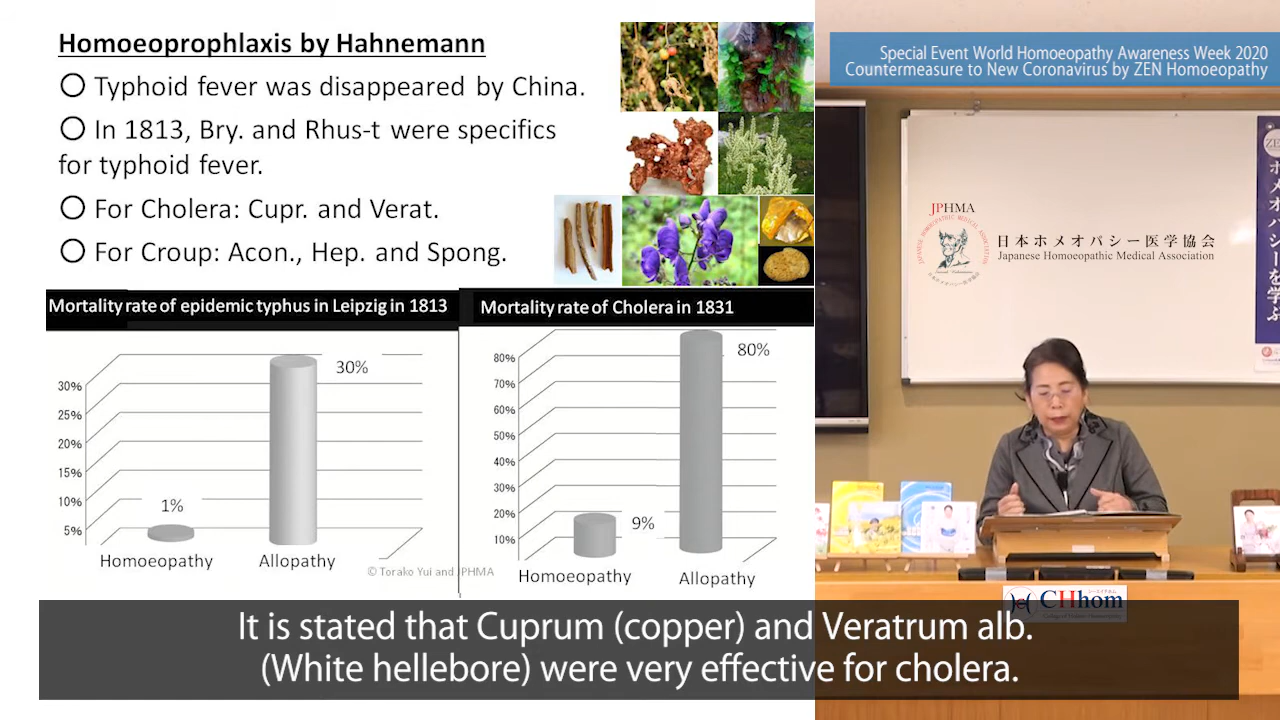 Homoeoprophlaxis by Hahnemann
○ Typhoid fever was disappeared by China.
○ In 1813, Bry. and Rhus-t were specifics
for typhoid fever.
○ For Cholera: Cupr. and Verat.
○ For Croup: Acon., Hep. and Spong.
Mortality rate of epidemic typhus in Leipzig in 1813
30%
25%
20%
15%
10%
5%
1%
30%
Homoeopathy
Allopathy
© Torako Yui and JPHMA
Mortality rate of Cholera in 1831
80%
70%
60%
50%
40%
30%
20%
10%
9%
80%
Homoeopathy
Allopathy
Special Event World Homoeopathy Awareness Week 2020
Countermeasure to New Coronavirus by ZEN Homoeopathy
JPHMA
日本ホメオパシー医学協会
Japanese Homoeopathic Medical Association
ホメオパシーを学ぶ
CHhom
It is stated that Cuprum (copper) and Veratrum alb.
(White hellebore) were very effective for cholera.